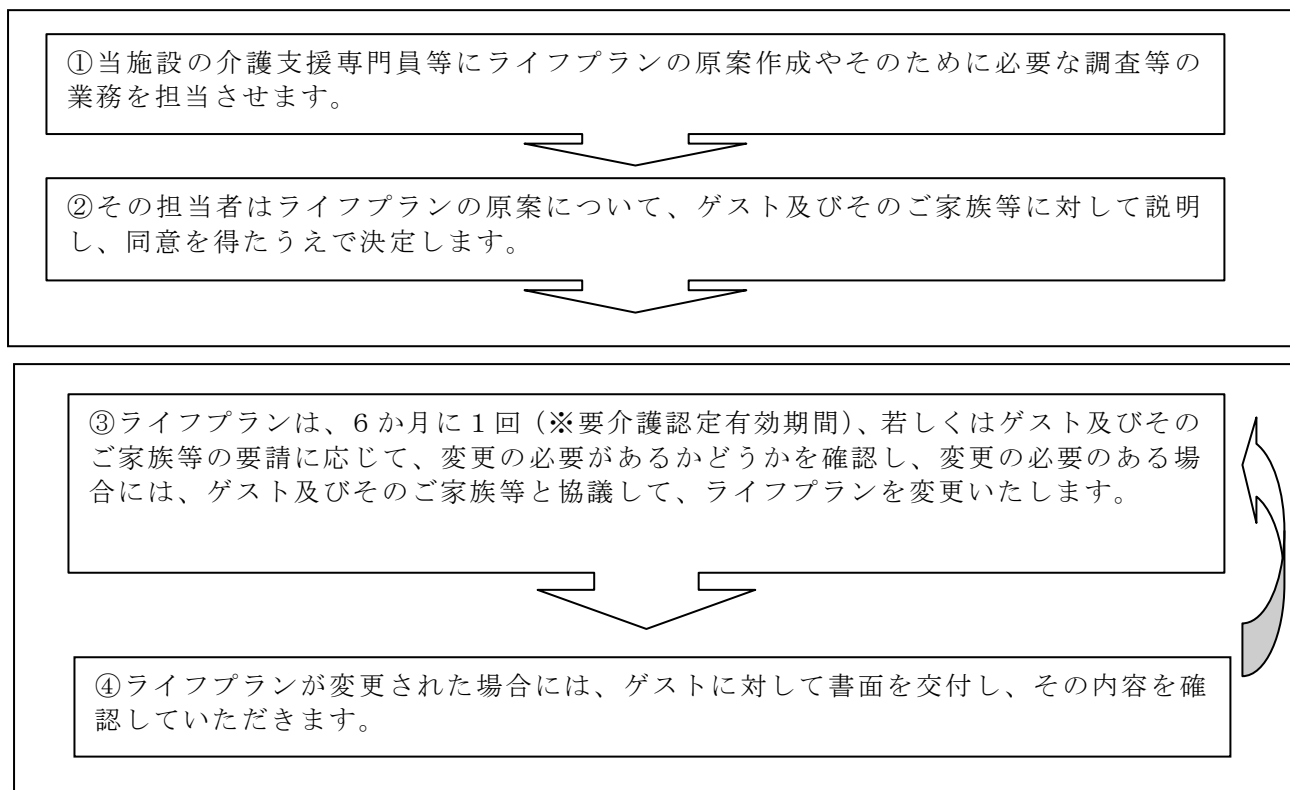 ①当施設の介護支援専門員等にライフプランの原案作成やそのために必要な調査等の
業務を担当させます。
②その担当者はライフプランの原案について、ゲスト及びそのご家族等に対して説明
し、同意を得たうえで決定します。
③ライフプランは、6か月に1回（※要介護認定有効期間）、若しくはゲスト及びその
ご家族等の要請に応じて、変更の必要があるかどうかを確認し、変更の必要のある場
合には、ゲスト及びそのご家族等と協議して、ライフプランを変更いたします。
④ライフプランが変更された場合には、ゲストに対して書面を交付し、その内容を確
認していただきます。